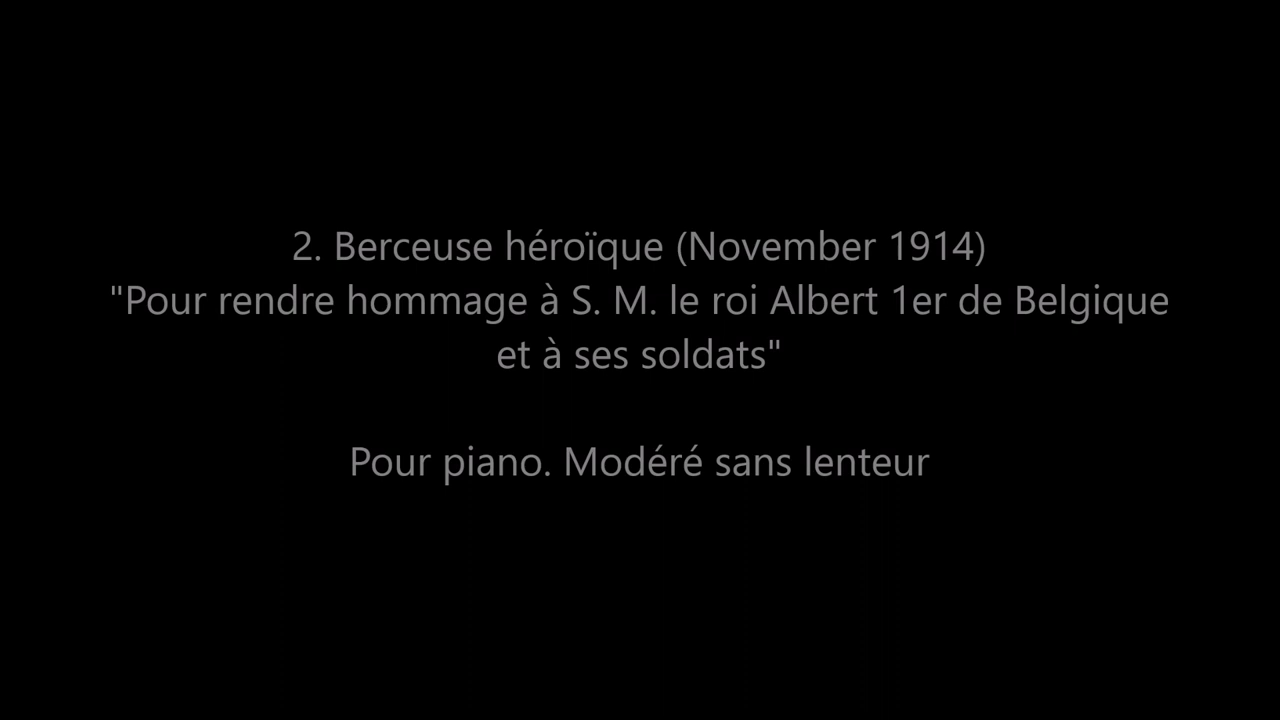 2. Berceuse héroïque (November 1914)
"Pour rendre hommage à S. M. le roi Albert 1er de Belgique
et à ses soldats"
Pour piano. Modéré sans lenteur